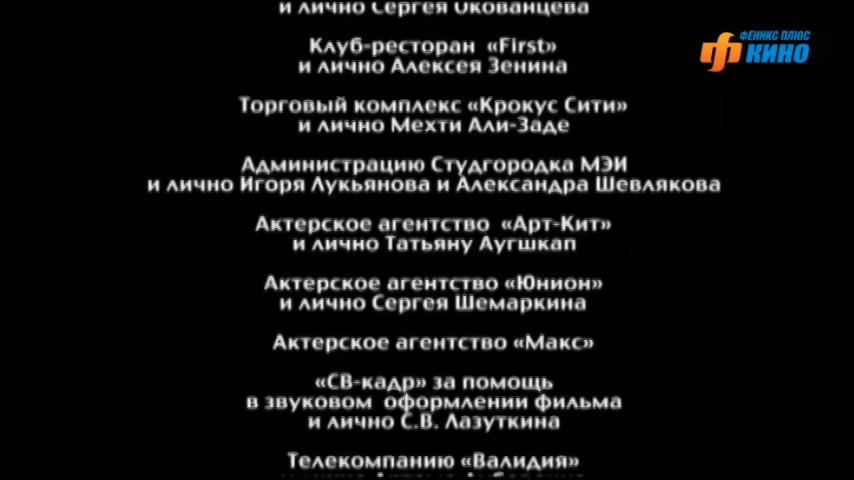 и лично Сергея Окованцева
ФЕНИКС ПЛЮС
КИНО
Клуб-ресторан «First»
и лично Алексея Зенина
Торговый комплекс «Крокус Сити»
и лично Мехти Али-Заде
Администрацию Студгородка МЭИ
и лично Игоря Лукьянова и Александра Шевлякова
Актерское агентство «Арт-Кит»
и лично Татьяну Аугшкап
Актерское агентство «Юнион»
и лично Сергея Шемаркина
Актерское агентство «Макс»
«СВ-кадр» за помощь
в звуковом оформлении фильма
и лично С.В. Лазуткина
Телекомпанию «Валидия»